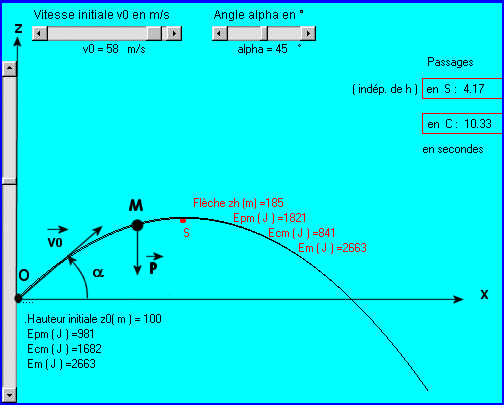 Vitesse initiale v0 en m/s
Angle alpha en °
v0 = 58 m/s
alpha = 45 °
Z
Passages
( indép. de h )
en S : 4.17
en C : 10.33
en secondes
M
Flèche zh (m) =185
Epm ( J ) =1821
Ecm ( J ) =841
Em ( J ) =2663
S
V0
P
α
O
X
.Hauteur initiale z0( m ) = 100
Epm ( J ) =981
Ecm ( J ) =1682
Em ( J ) =2663